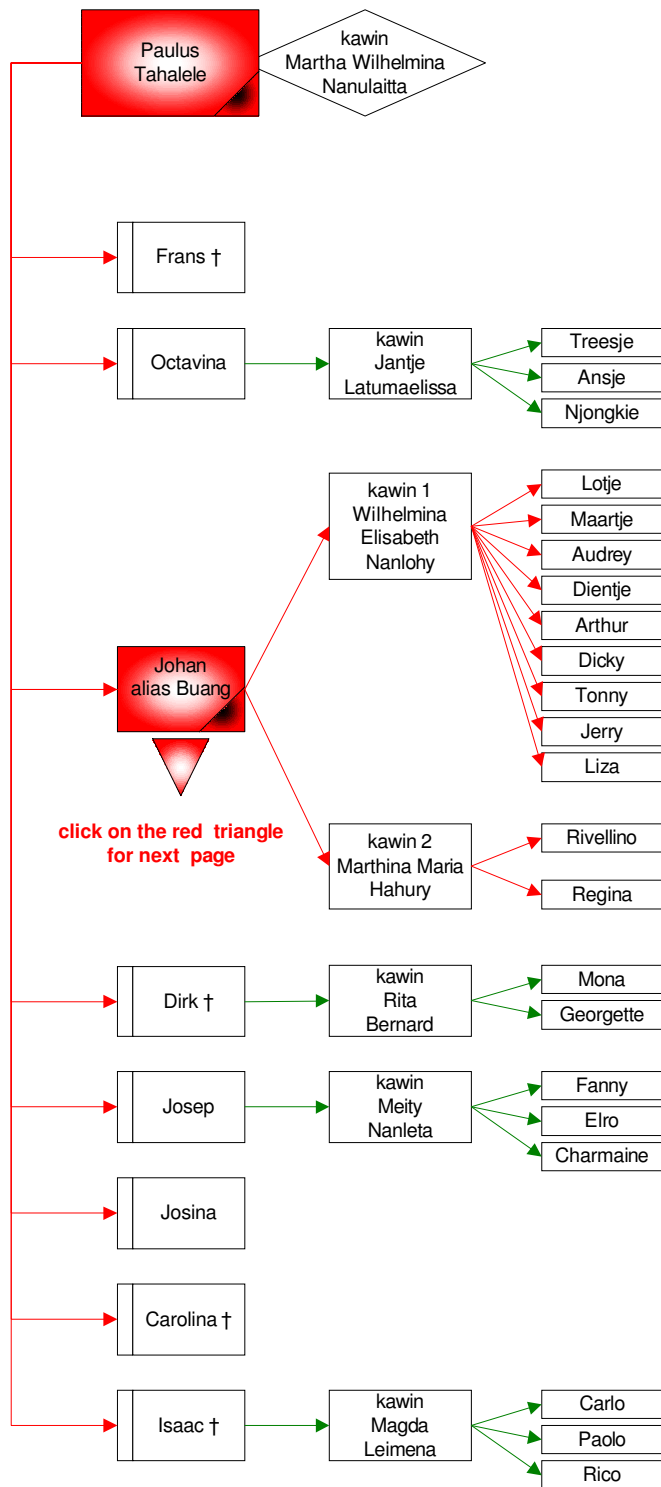 Paulus
Tahalele
kawin
Martha Wilhelmina
Nanulaitta
Frans †
Octavina
kawin
Jantje
Latumaelissa
Treesje
Ansje
Njongkie
Johan
alias Buang
click on the red triangle
for next page
kawin 1
Wilhelmina
Elisabeth
Nanlohy
Lotje
Maartje
Audrey
Dientje
Arthur
Dicky
Tonny
Jerry
Liza
kawin 2
Marthina Maria
Hahury
Rivellino
Regina
Dirk †
kawin
Rita
Bernard
Mona
Georgette
Josep
kawin
Meity
Nanleta
Fanny
Elro
Charmaine
Josina
Carolina †
Isaac †
kawin
Magda
Leimena
Carlo
Paolo
Rico